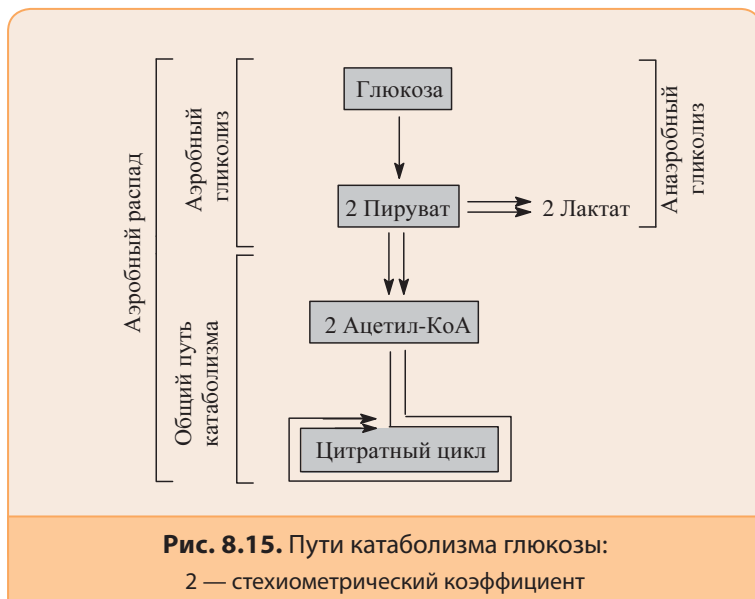 Аэробный распад
Аэробный
гликолиз
Общий путь
катаболизма
Глюкоза
2 Пируват
2 Лактат
2 Ацетил-КоА
Цитратный цикл
Анаэробный
гликолиз
Рис. 8.15. Пути катаболизма глюкозы:
2 — стехиометрический коэффициент